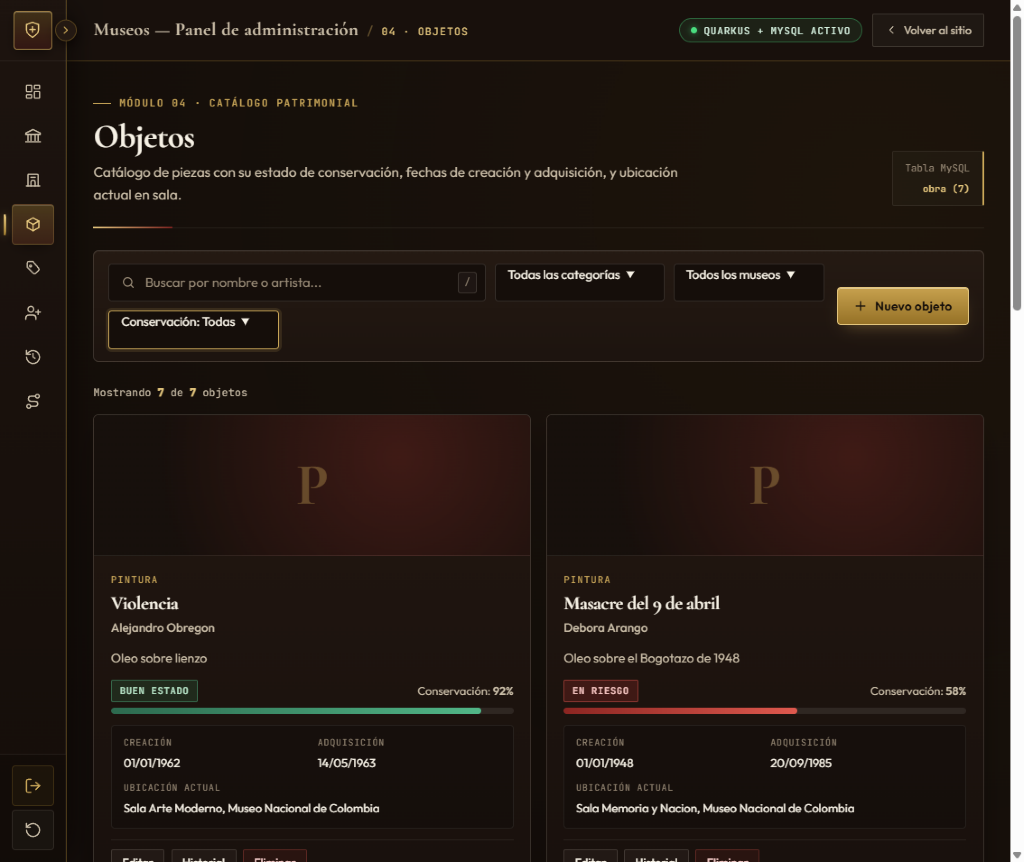 Museos — Panel de administración / 04 · OBJETOS
QUARKUS + MYSQL ACTIVO
Volver al sitio
MÓDULO 04 · CATÁLOGO PATRIMONIAL
Objetos
Catálogo de piezas con su estado de conservación, fechas de creación y adquisición, y ubicación
actual en sala.
Tabla MySQL
obra (7)
Buscar por nombre o artista...
/
Todas las categorías ▼
Todos los museos ▼
Conservación: Todas ▼
+ Nuevo objeto
Mostrando 7 de 7 objetos
P
PINTURA
Violencia
Alejandro Obregon
Oleo sobre lienzo
BUEN ESTADO
Conservación: 92%
CREACIÓN
ADQUISICIÓN
01/01/1962
14/05/1963
UBICACIÓN ACTUAL
Sala Arte Moderno, Museo Nacional de Colombia
Editar
Historial
Eliminar
P
PINTURA
Masacre del 9 de abril
Debora Arango
Oleo sobre el Bogotazo de 1948
EN RIESGO
Conservación: 58%
CREACIÓN
ADQUISICIÓN
01/01/1948
20/09/1985
UBICACIÓN ACTUAL
Sala Memoria y Nacion, Museo Nacional de Colombia
Editar
Historial
Eliminar